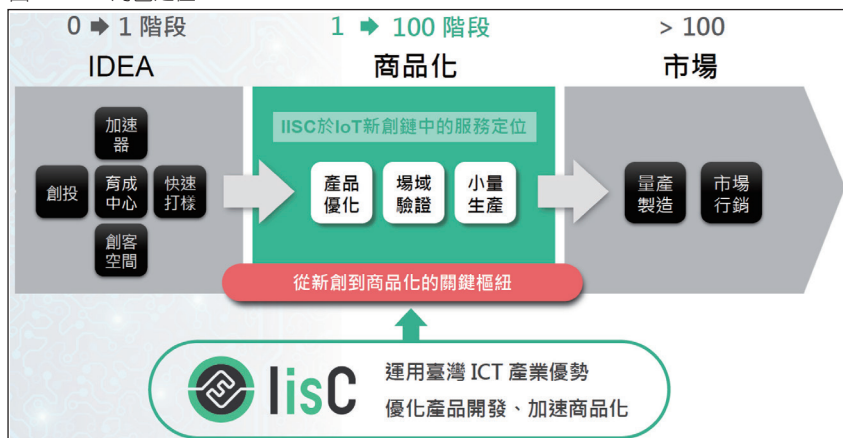 0 ➡ 1 階段
1 ➡ 100 階段
> 100
IDEA
商品化
市場
IISC於IoT新創鏈中的服務定位
加速
器
創投
育成
中心
快速
打樣
創客
空間
產品
優化
場域
驗證
小量
生產
量產
製造
市場
行銷
從新創到商品化的關鍵樞紐
IisC
運用臺灣 ICT 產業優勢
優化產品開發、加速商品化